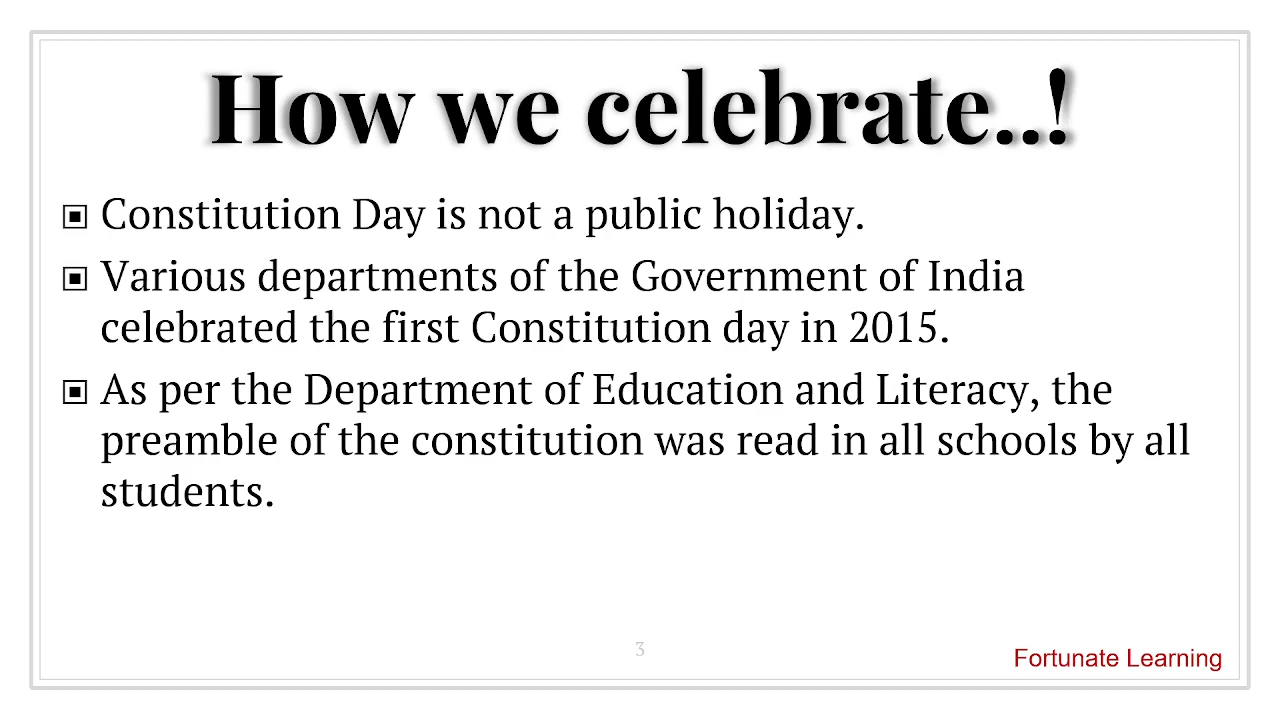 How we celebrate..!
▣ Constitution Day is not a public holiday.
▣ Various departments of the Government of India
celebrated the first Constitution day in 2015.
▣ As per the Department of Education and Literacy, the
preamble of the constitution was read in all schools by all
students.
3
Fortunate Learning